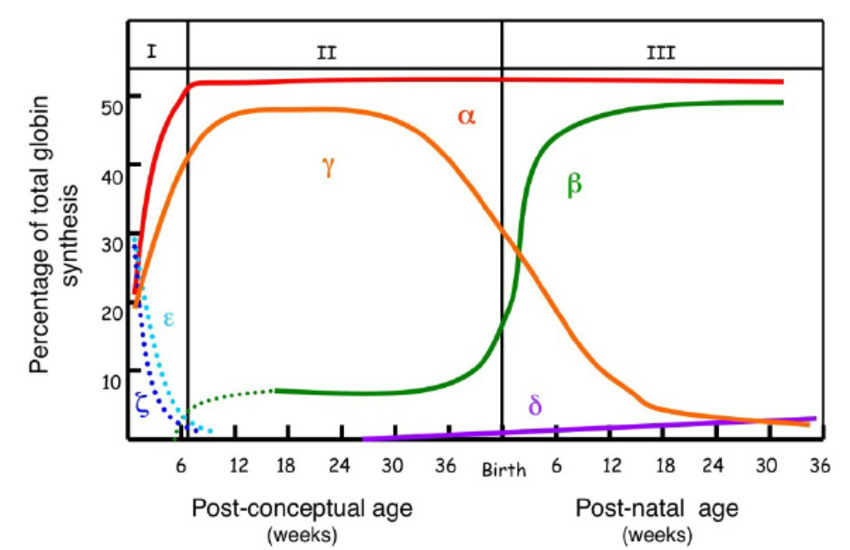 I II III
50
40
30
20
10
Percentage of total globin
synthesis
α
γ
β
ε
ζ
δ
6 12 18 24 30 36 Birth 6 12 18 24 30 36
Post-conceptual age
(weeks)
Post-natal age
(weeks)